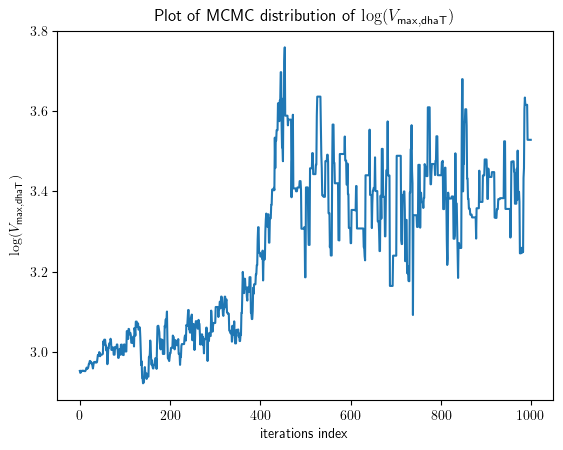 Plot of MCMC distribution of log(V_max,dhaT)
3.8
3.6
3.4
3.2
3.0
log(V_max,dhaT)
0 200 400 600 800 1000
iterations index